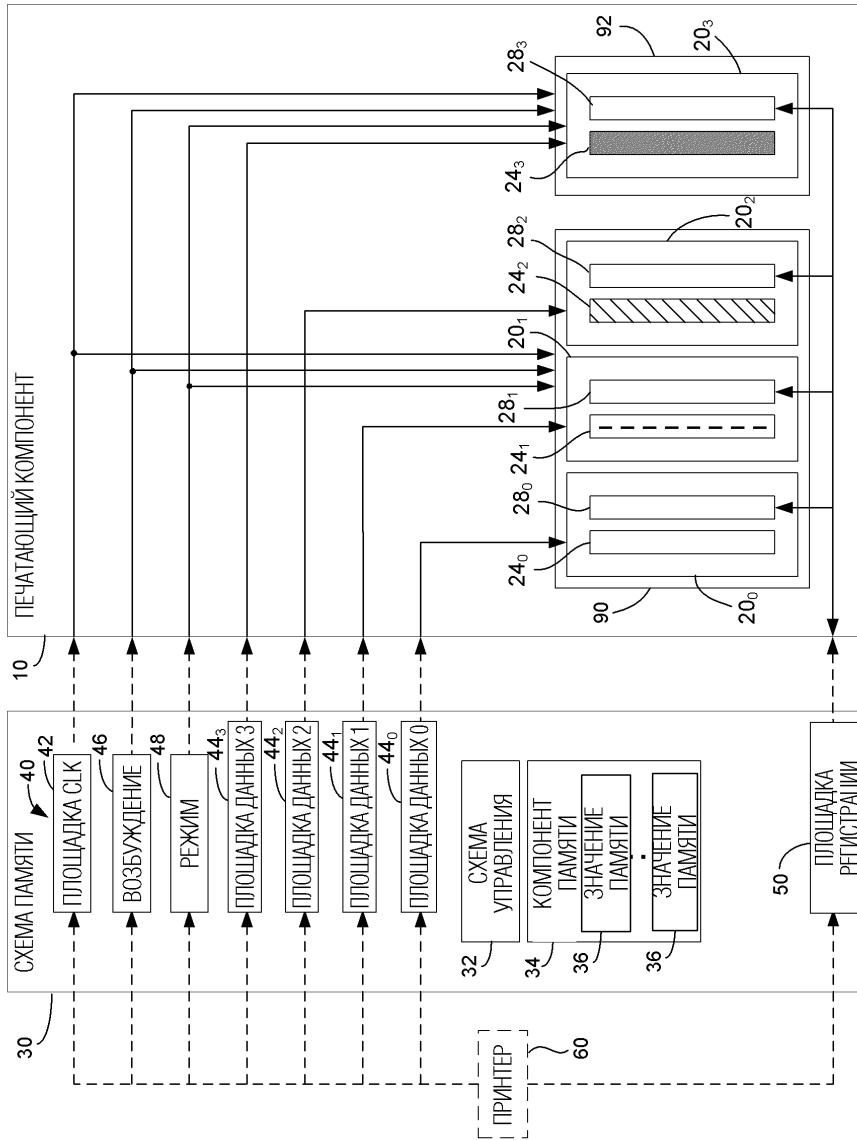 ПЕЧАТАЮЩИЙ КОМПОНЕНТ
10
СХЕМА ПАМЯТИ
30
40
ПЛОЩАДКА CLK
42
ВОЗБУЖДЕНИЕ
46
РЕЖИМ
48
ПЛОЩАДКА ДАННЫХ 3
44₃
ПЛОЩАДКА ДАННЫХ 2
44₂
ПЛОЩАДКА ДАННЫХ 1
44₁
ПЛОЩАДКА ДАННЫХ 0
44₀
СХЕМА
УПРАВЛЕНИЯ
32
КОМПОНЕНТ
ПАМЯТИ
34
ЗНАЧЕНИЕ
ПАМЯТИ
36
ЗНАЧЕНИЕ
ПАМЯТИ
36
ПЛОЩАДКА
РЕГИСТРАЦИИ
50
ПРИНТЕР
60
90
20₀
24₀
28₀
20₁
24₁
28₁
20₂
24₂
28₂
92
20₃
24₃
28₃